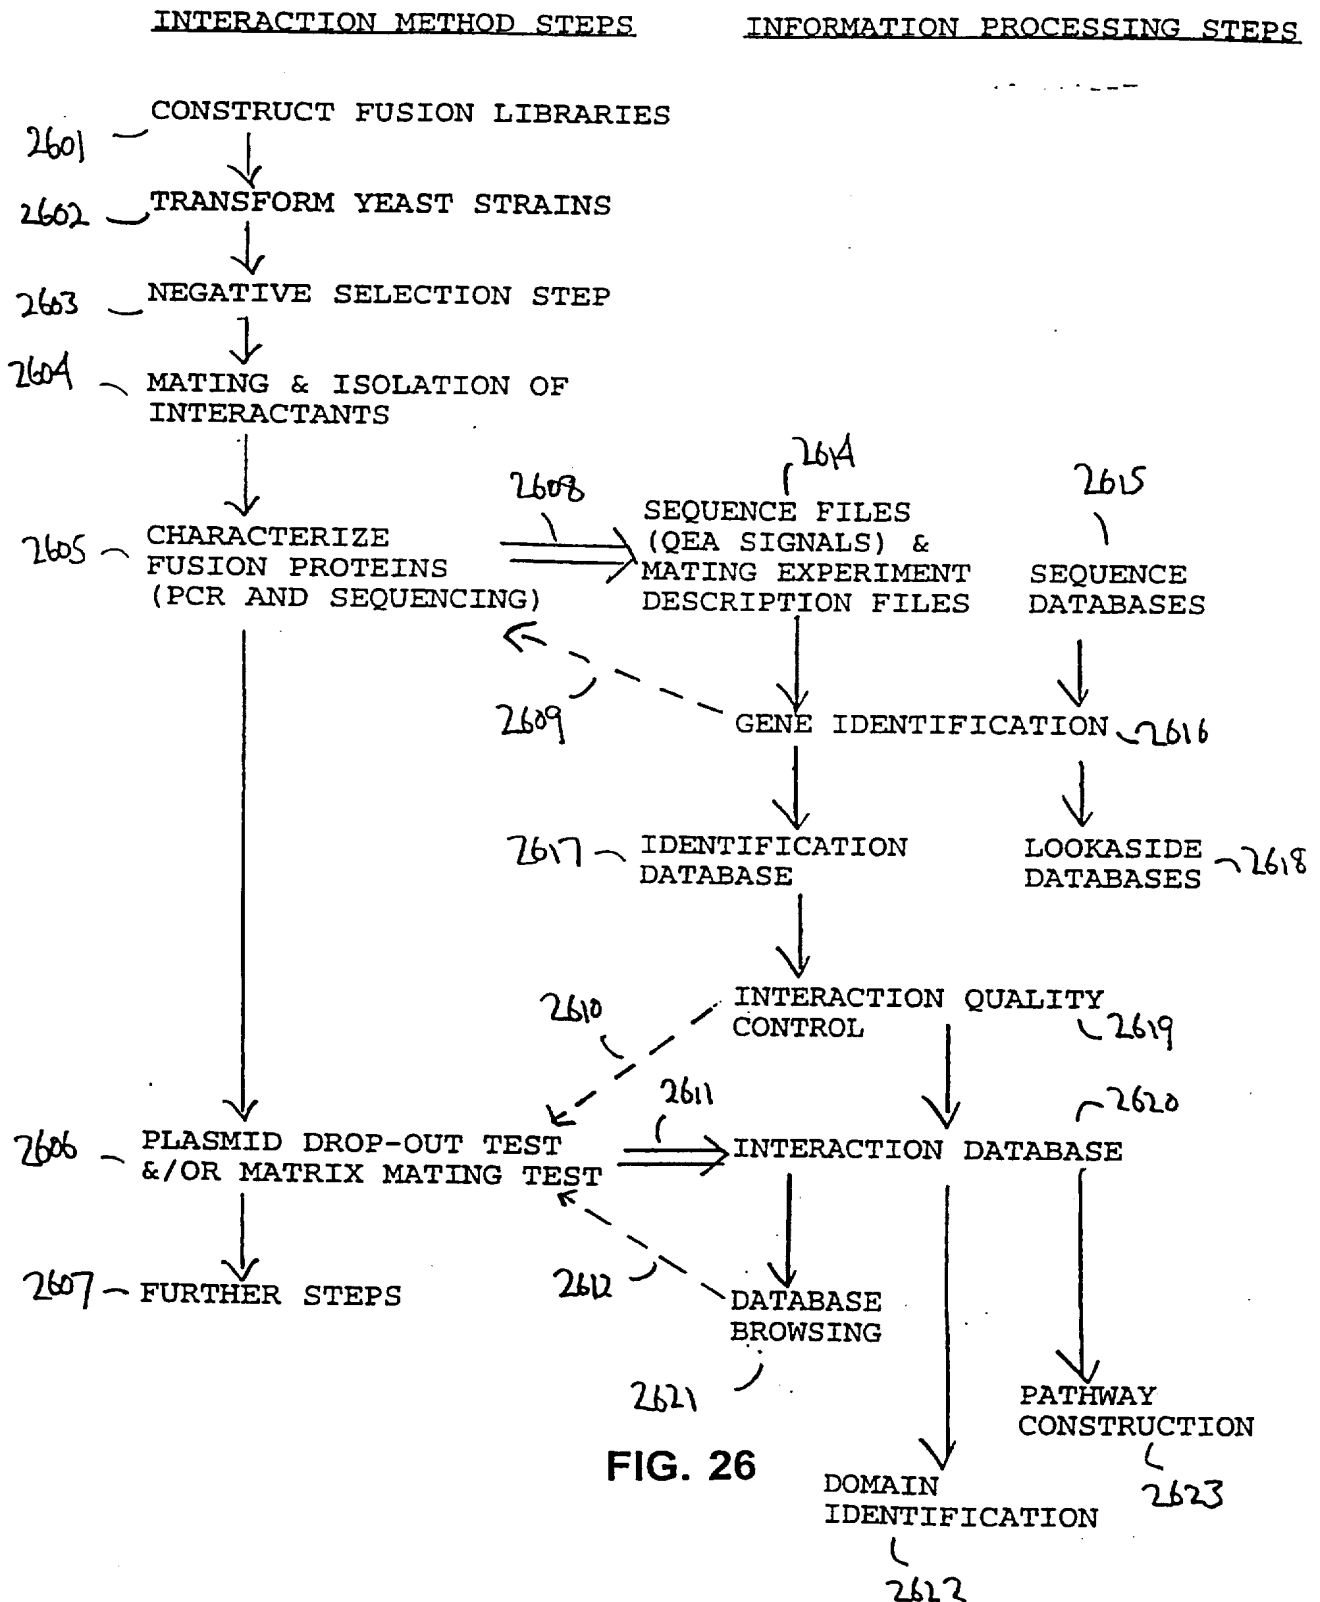 INTERACTION METHOD STEPS
INFORMATION PROCESSING STEPS
2601
CONSTRUCT FUSION LIBRARIES
2602
TRANSFORM YEAST STRAINS
2603
NEGATIVE SELECTION STEP
2604
MATING & ISOLATION OF
INTERACTANTS
2605
CHARACTERIZE
FUSION PROTEINS
(PCR AND SEQUENCING)
2608
2614
SEQUENCE FILES
(QEA SIGNALS) &
MATING EXPERIMENT
DESCRIPTION FILES
2615
SEQUENCE
DATABASES
2609
GENE IDENTIFICATION
2616
2617
IDENTIFICATION
DATABASE
LOOKASIDE
DATABASES
2618
2610
INTERACTION QUALITY
CONTROL
2619
2606
PLASMID DROP-OUT TEST
&/OR MATRIX MATING TEST
2611
2620
INTERACTION DATABASE
2607
FURTHER STEPS
2612
DATABASE
BROWSING
2621
PATHWAY
CONSTRUCTION
2623
DOMAIN
IDENTIFICATION
2622
FIG. 26